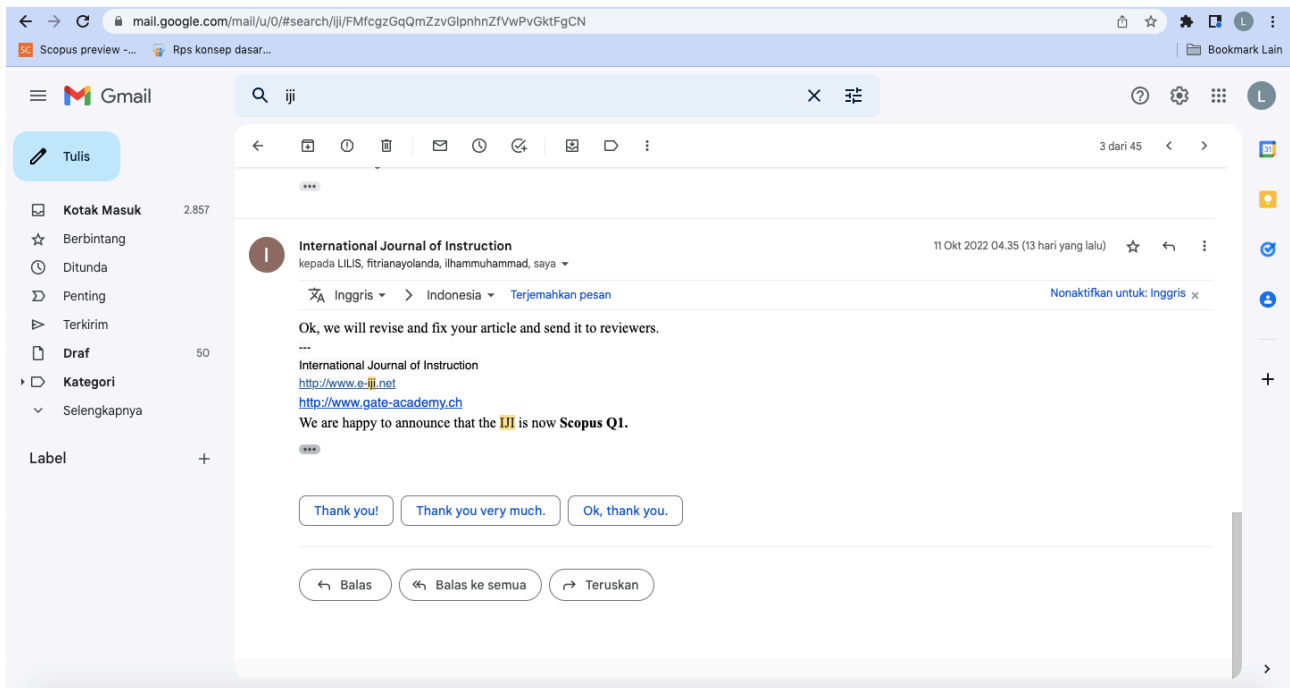 mail.google.com/mail/u/0/#search/iji/FMfcgzGqQmZzvGlpnhnZfVwPvGktFgCN
L
SC Scopus preview -... Rps konsep dasar... Bookmark Lain
Gmail iji L
Tulis 3 dari 45 31
Kotak Masuk 2.857
Berbintang
Ditunda
Penting
Terkirim
Draf 50
Kategori
Selengkapnya
Label
I International Journal of Instruction 11 Okt 2022 04.35 (13 hari yang lalu)
kepada LILIS, fitrianayolanda, ilhammuhammad, saya
Inggris Indonesia Terjemahkan pesan Nonaktifkan untuk: Inggris
Ok, we will revise and fix your article and send it to reviewers.
---
International Journal of Instruction
http://www.e-iji.net
http://www.gate-academy.ch
We are happy to announce that the IJI is now Scopus Q1.
Thank you! Thank you very much. Ok, thank you.
Balas Balas ke semua Teruskan